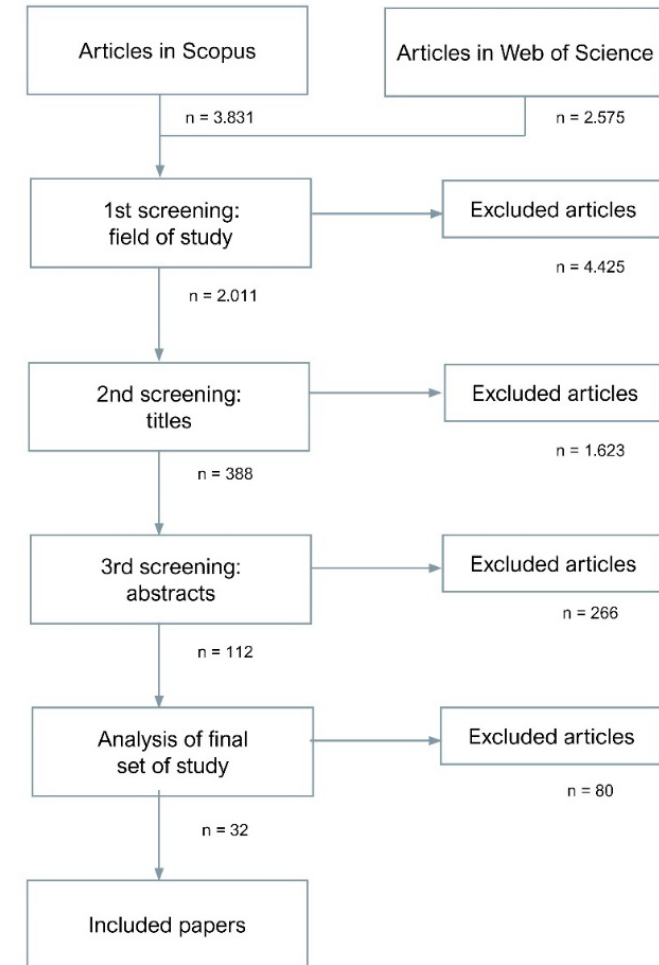 Articles in Scopus
Articles in Web of Science
n = 3.831
n = 2.575
1st screening:
field of study
Excluded articles
n = 4.425
n = 2.011
2nd screening:
titles
Excluded articles
n = 1.623
n = 388
3rd screening:
abstracts
Excluded articles
n = 266
n = 112
Analysis of final
set of study
Excluded articles
n = 80
n = 32
Included papers